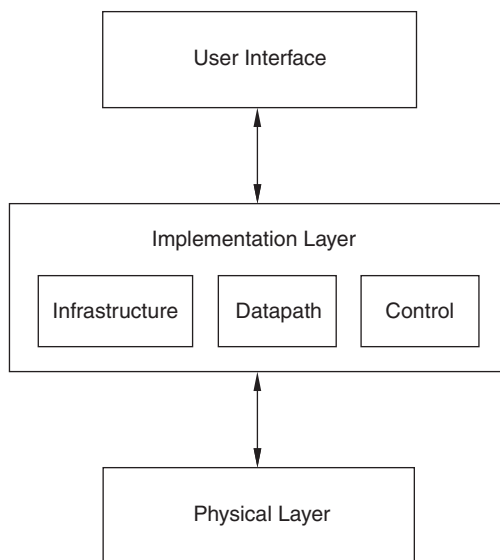 User Interface
Implementation Layer
Infrastructure
Datapath
Control
Physical Layer